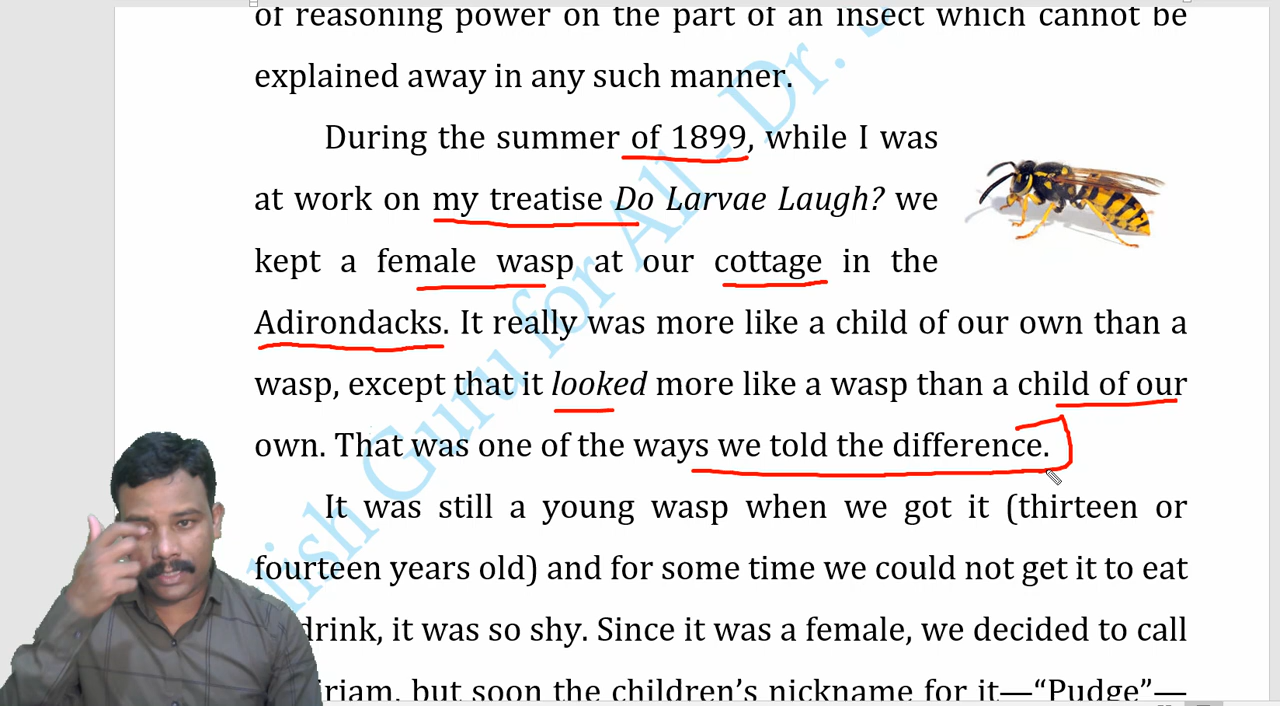 of reasoning power on the part of an insect which cannot be
explained away in any such manner.
During the summer of 1899, while I was
at work on my treatise Do Larvae Laugh? we
kept a female wasp at our cottage in the
Adirondacks. It really was more like a child of our own than a
wasp, except that it looked more like a wasp than a child of our
own. That was one of the ways we told the difference.
It was still a young wasp when we got it (thirteen or
fourteen years old) and for some time we could not get it to eat
drink, it was so shy. Since it was a female, we decided to call
but soon the children's nickname for it—“Pudge”—
lish Guru for All - Dr.